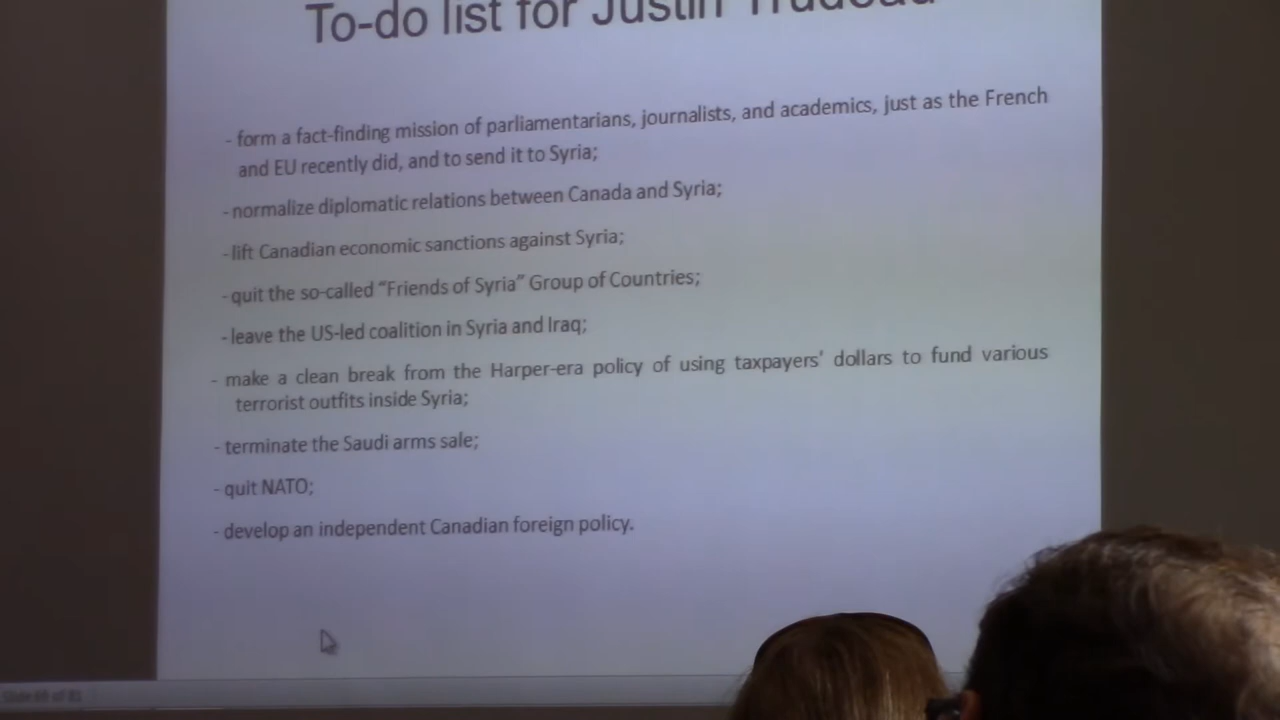 To-do list for Justin Trudeau
- form a fact-finding mission of parliamentarians, journalists, and academics, just as the French
and EU recently did, and to send it to Syria;
- normalize diplomatic relations between Canada and Syria;
- lift Canadian economic sanctions against Syria;
- quit the so-called “Friends of Syria” Group of Countries;
- leave the US-led coalition in Syria and Iraq;
- make a clean break from the Harper-era policy of using taxpayers’ dollars to fund various
terrorist outfits inside Syria;
- terminate the Saudi arms sale;
- quit NATO;
- develop an independent Canadian foreign policy.
Slide of